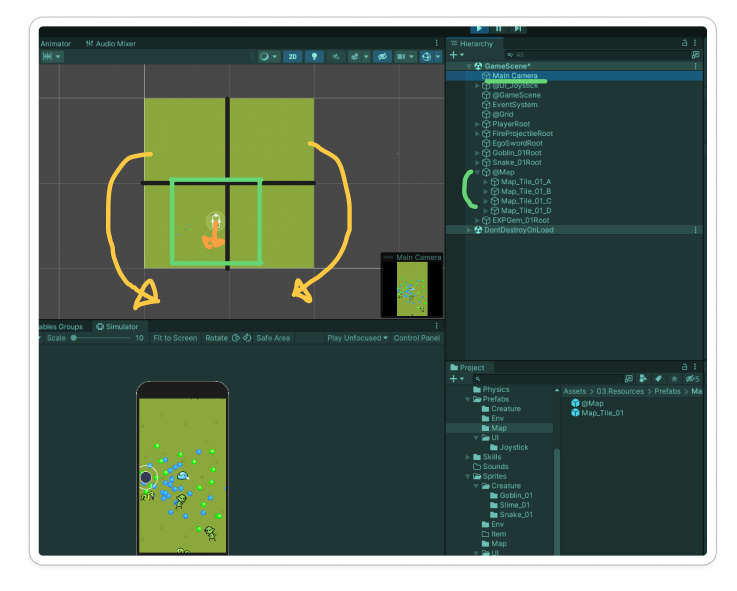 Animator Audio Mixer
2D
Main Camera
ables Groups Simulator
Scale 10 Fit to Screen Rotate Safe Area Play Unfocused Control Panel
Hierarchy
All
GameScene*
Main Camera
@UI_Joystick
@GameScene
EventSystem
@Grid
PlayerRoot
FireProjectileRoot
EgoSwordRoot
Goblin_01Root
Snake_01Root
@Map
Map_Tile_01_A
Map_Tile_01_B
Map_Tile_01_C
Map_Tile_01_D
EXPGem_01Root
DontDestroyOnLoad
Project
5
Physics
Prefabs
Creature
Env
Map
UI
Joystick
Skills
Sounds
Sprites
Creature
Goblin_01
Slime_01
Snake_01
Env
Item
Map
UI
Assets > 03.Resources > Prefabs > Ma
@Map
Map_Tile_01